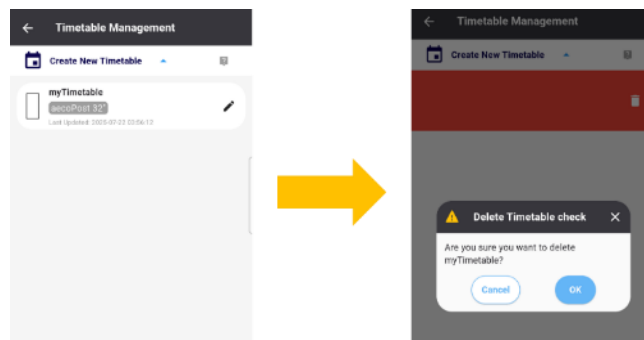 Timetable Management
Create New Timetable
myTimetable
aecoPost 32"
Last Updated: 2025-07-22 03:56:12
Timetable Management
Create New Timetable
Delete Timetable check
Are you sure you want to delete
myTimetable?
Cancel
OK